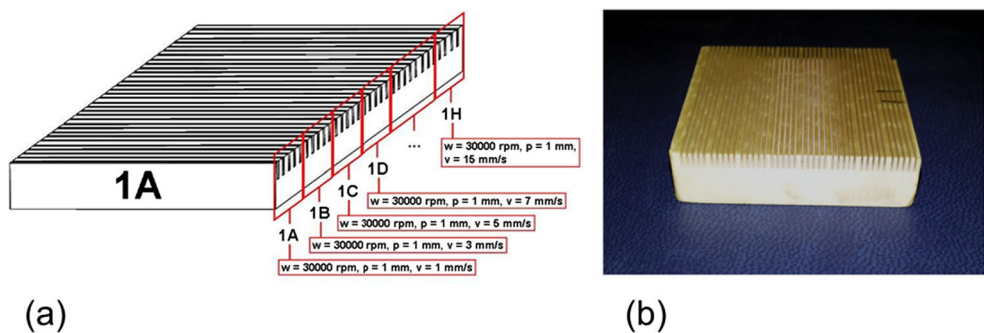 1A
1H
...
w = 30000 rpm, p = 1 mm,
v = 15 mm/s
1D
1C
w = 30000 rpm, p = 1 mm, v = 7 mm/s
1B
w = 30000 rpm, p = 1 mm, v = 5 mm/s
1A
w = 30000 rpm, p = 1 mm, v = 3 mm/s
w = 30000 rpm, p = 1 mm, v = 1 mm/s
(a)
(b)